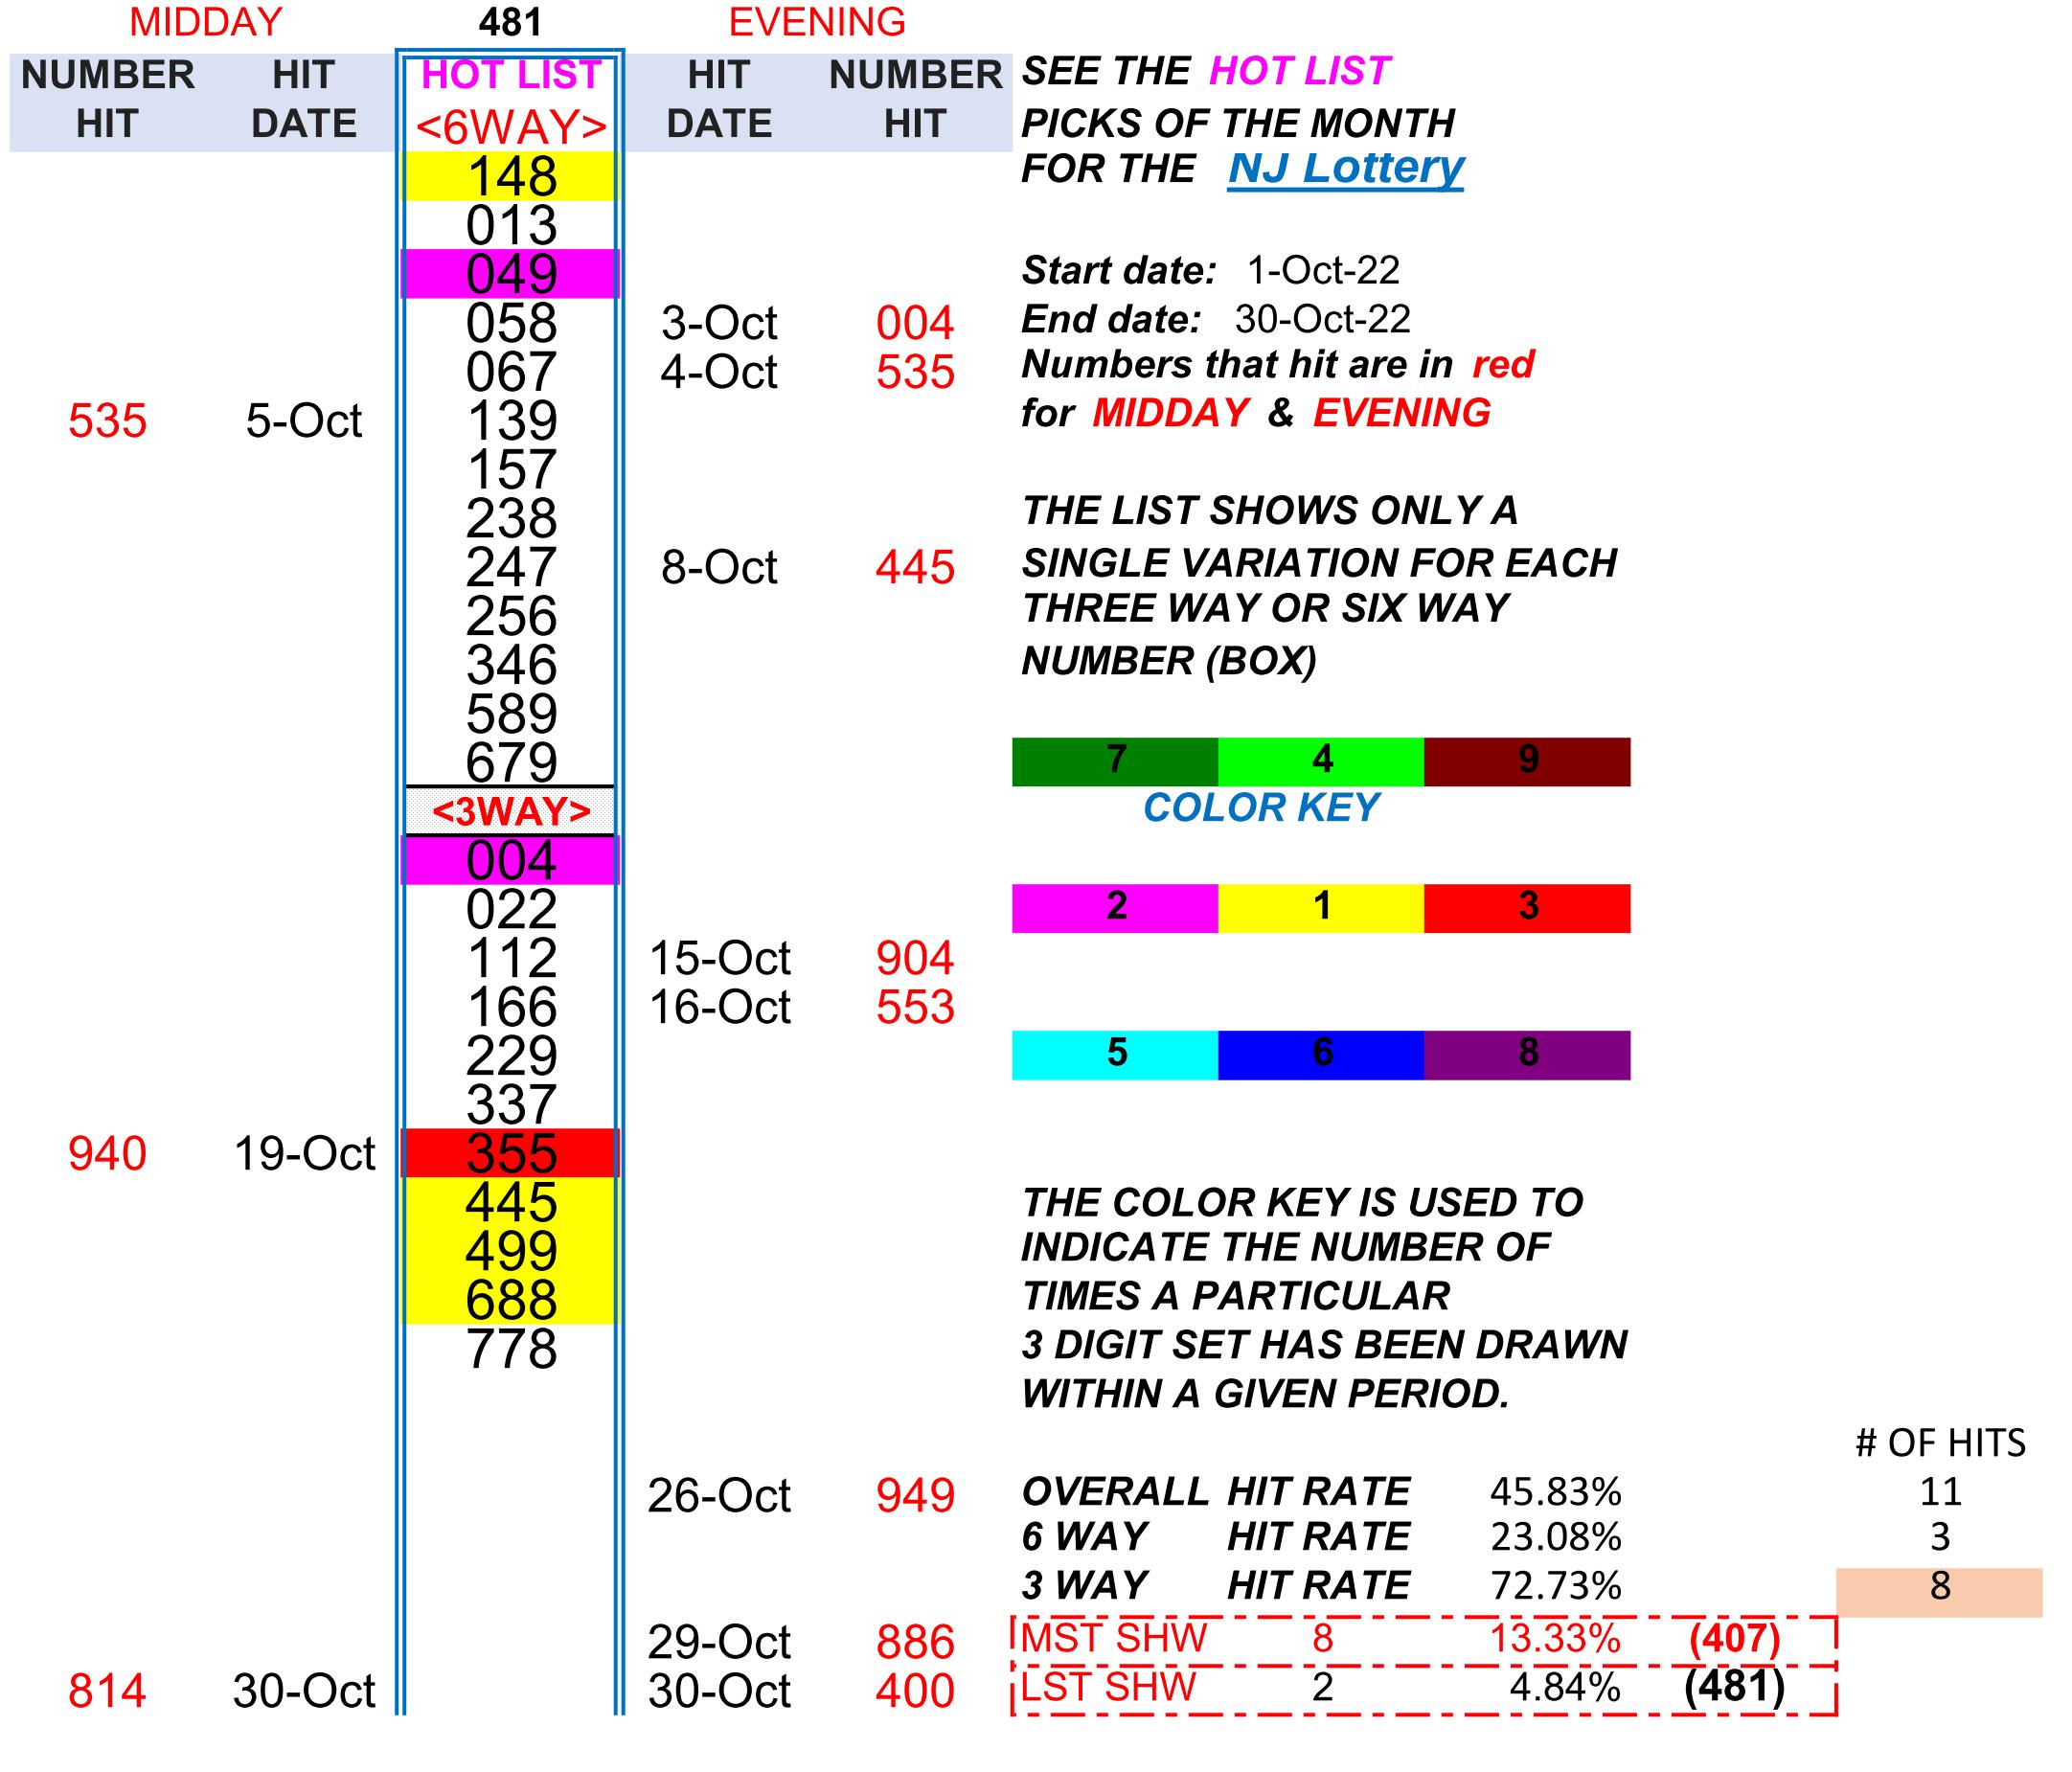 MIDDAY 481 EVENING
NUMBER HIT HOT LIST HIT NUMBER SEE THE HOT LIST
HIT DATE <6WAY> DATE HIT PICKS OF THE MONTH
148 FOR THE NJ Lottery
013
049 Start date: 1-Oct-22
058 3-Oct 004 End date: 30-Oct-22
067 4-Oct 535 Numbers that hit are in red
535 5-Oct 139 for MIDDAY & EVENING
157
238 THE LIST SHOWS ONLY A
247 8-Oct 445 SINGLE VARIATION FOR EACH
256 THREE WAY OR SIX WAY
346 NUMBER (BOX)
589
679 7 4 9
<3WAY> COLOR KEY
004
022 2 1 3
112 15-Oct 904
166 16-Oct 553
229 5 6 8
337
940 19-Oct 355
445 THE COLOR KEY IS USED TO
499 INDICATE THE NUMBER OF
688 TIMES A PARTICULAR
778 3 DIGIT SET HAS BEEN DRAWN
WITHIN A GIVEN PERIOD.
# OF HITS
26-Oct 949 OVERALL HIT RATE 45.83% 11
6 WAY HIT RATE 23.08% 3
3 WAY HIT RATE 72.73% 8
29-Oct 886 MST SHW 8 13.33% (407)
814 30-Oct 30-Oct 400 LST SHW 2 4.84% (481)